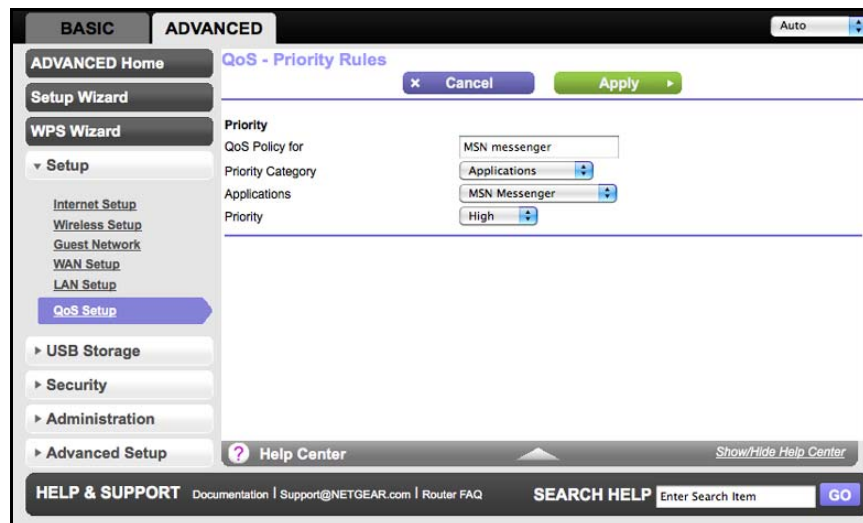 BASIC
ADVANCED
Auto
ADVANCED Home
Setup Wizard
WPS Wizard
Setup
Internet Setup
Wireless Setup
Guest Network
WAN Setup
LAN Setup
QoS Setup
USB Storage
Security
Administration
Advanced Setup
QoS - Priority Rules
Cancel
Apply
Priority
QoS Policy for MSN messenger
Priority Category Applications
Applications MSN Messenger
Priority High
? Help Center Show/Hide Help Center
HELP & SUPPORT Documentation | Support@NETGEAR.com | Router FAQ SEARCH HELP Enter Search Item GO